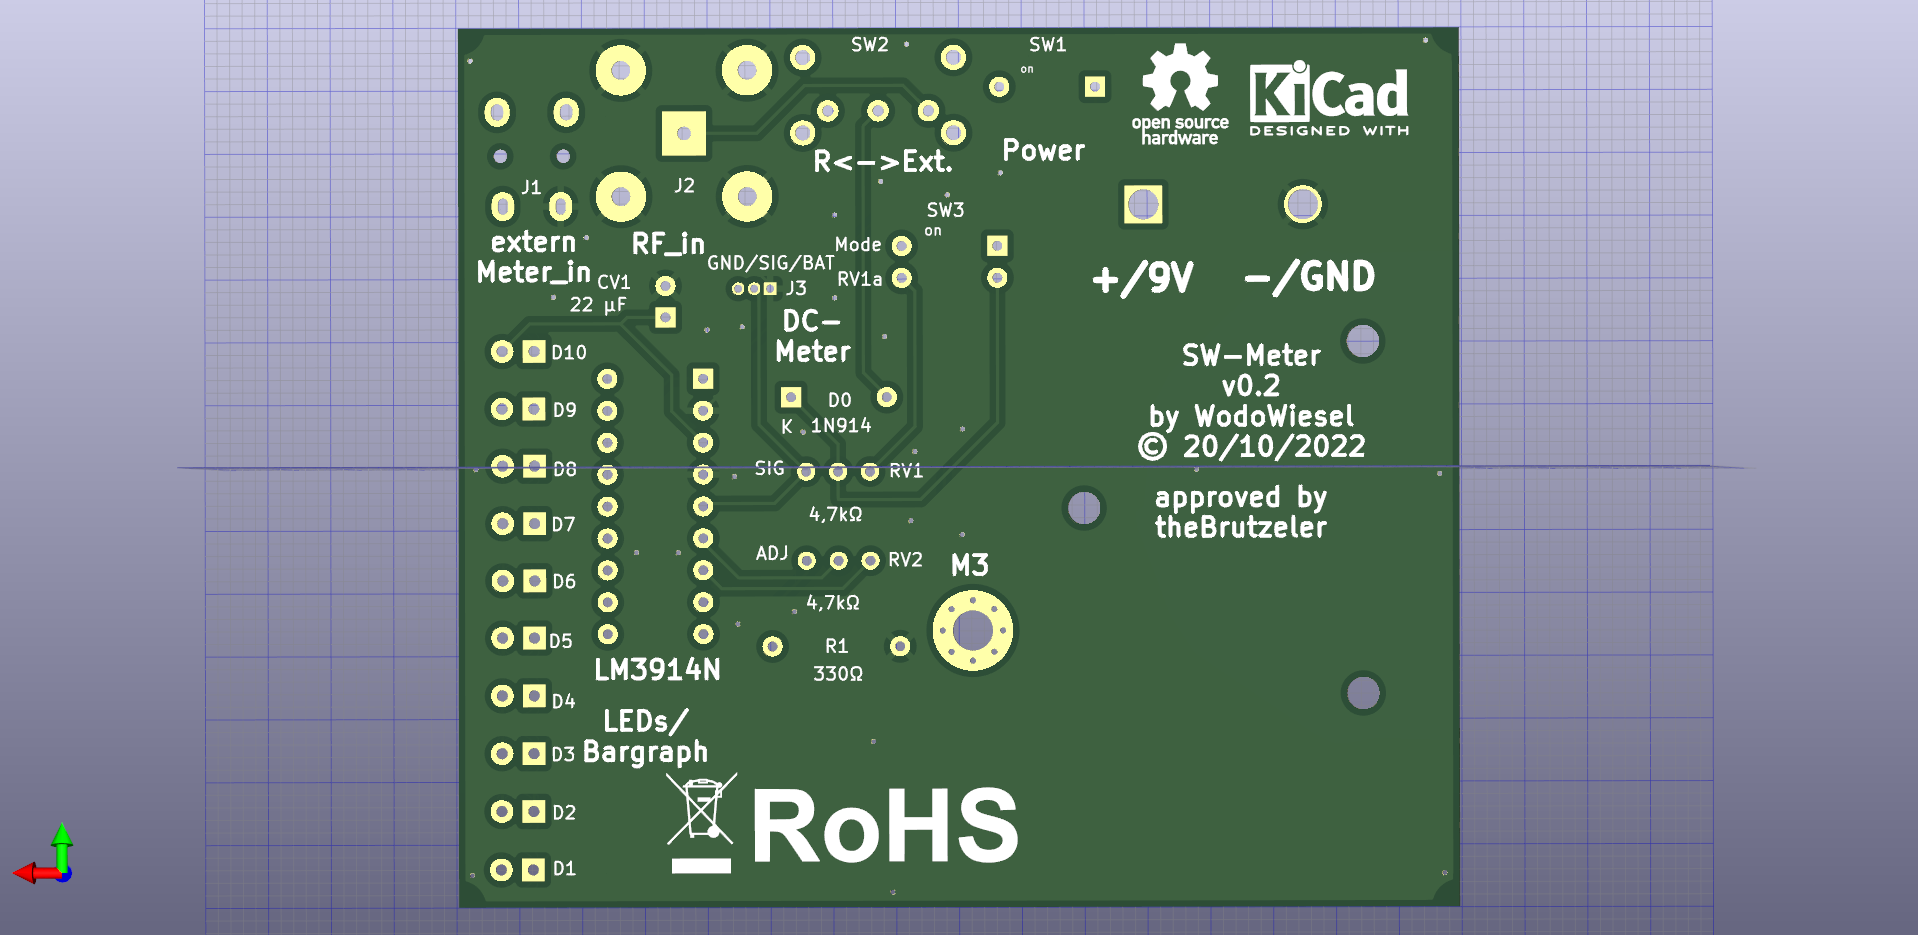 SW2
SW1
on
open source
hardware
KiCad
DESIGNED WITH
R<->Ext.
Power
J1
J2
SW3
on
extern
Meter_in
RF_in
GND/SIG/BAT
Mode
RV1a
CV1
22 µF
J3
+/9V
-/GND
DC-
Meter
D10
D9
D8
D7
D6
D5
D4
D3
D2
D1
D0
K
1N914
SIG
RV1
4,7kΩ
ADJ
RV2
4,7kΩ
R1
330Ω
M3
SW-Meter
v0.2
by WodoWiesel
© 20/10/2022
approved by
theBrutzeler
LM3914N
LEDs/
Bargraph
RoHS